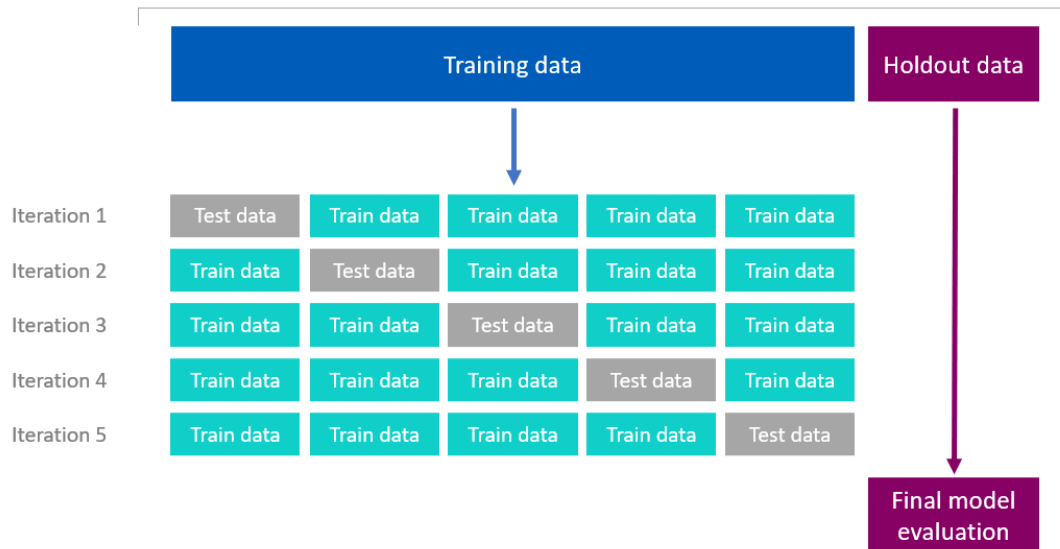 Training data
Holdout data
Iteration 1
Test data
Train data
Train data
Train data
Train data
Iteration 2
Train data
Test data
Train data
Train data
Train data
Iteration 3
Train data
Train data
Test data
Train data
Train data
Iteration 4
Train data
Train data
Train data
Test data
Train data
Iteration 5
Train data
Train data
Train data
Train data
Test data
Final model
evaluation